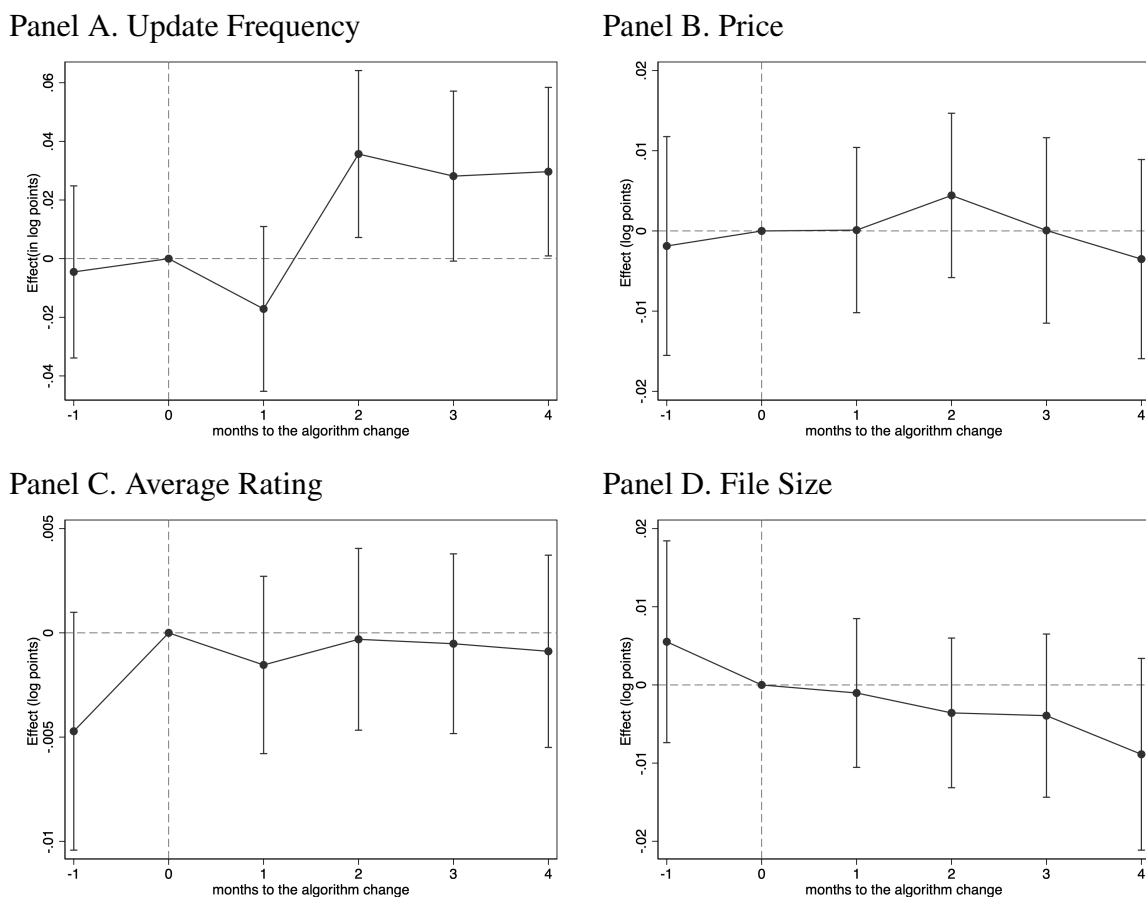 Panel A. Update Frequency
Effect(in log points)
.06
.04
.02
0
-.02
-.04
-1 0 1 2 3 4
months to the algorithm change
Panel B. Price
Effect (log points)
.02
.01
0
-.01
-.02
-1 0 1 2 3 4
months to the algorithm change
Panel C. Average Rating
Effect (log points)
.005
0
-.005
-.01
-1 0 1 2 3 4
months to the algorithm change
Panel D. File Size
Effect (log points)
.02
.01
0
-.01
-.02
-1 0 1 2 3 4
months to the algorithm change